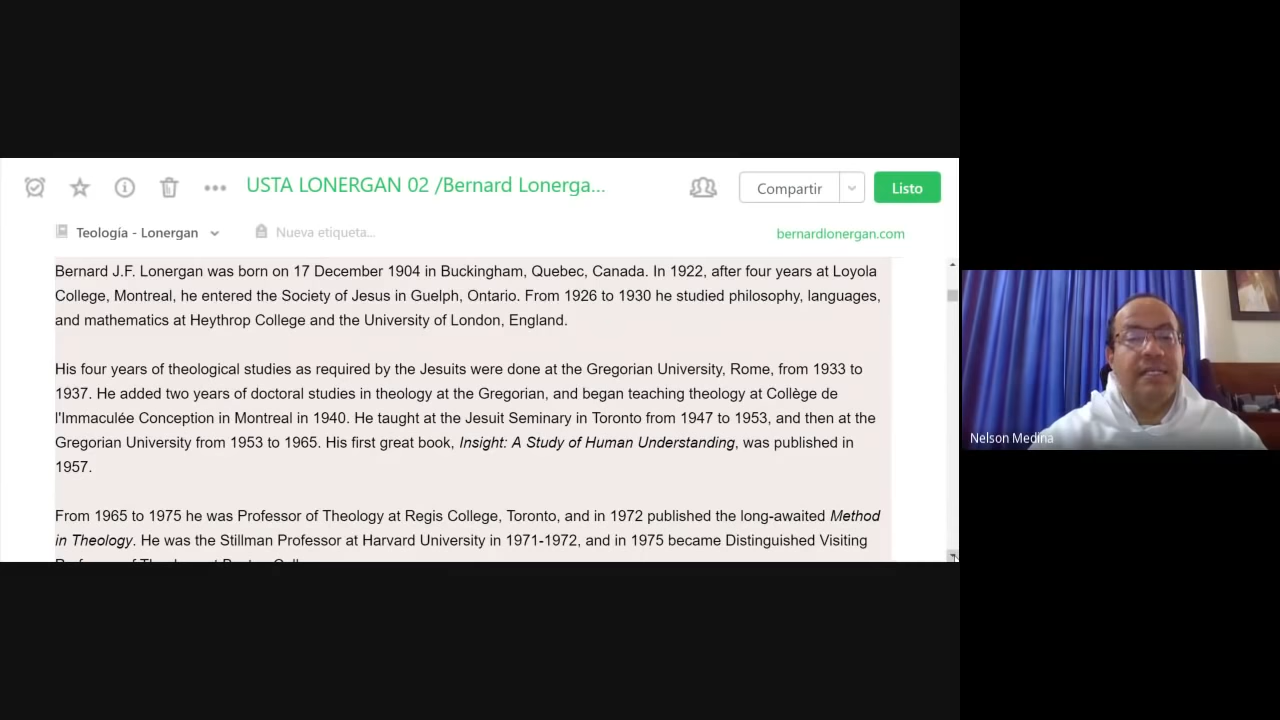 USTA LONERGAN 02 /Bernard Lonerga...
Compartir
Listo
Teología - Lonergan
Nueva etiqueta...
bernardlonergan.com
Bernard J.F. Lonergan was born on 17 December 1904 in Buckingham, Quebec, Canada. In 1922, after four years at Loyola
College, Montreal, he entered the Society of Jesus in Guelph, Ontario. From 1926 to 1930 he studied philosophy, languages,
and mathematics at Heythrop College and the University of London, England.
His four years of theological studies as required by the Jesuits were done at the Gregorian University, Rome, from 1933 to
1937. He added two years of doctoral studies in theology at the Gregorian, and began teaching theology at Collège de
l'Immaculée Conception in Montreal in 1940. He taught at the Jesuit Seminary in Toronto from 1947 to 1953, and then at the
Gregorian University from 1953 to 1965. His first great book, Insight: A Study of Human Understanding, was published in
1957.
From 1965 to 1975 he was Professor of Theology at Regis College, Toronto, and in 1972 published the long-awaited Method
in Theology. He was the Stillman Professor at Harvard University in 1971-1972, and in 1975 became Distinguished Visiting
Nelson Medina